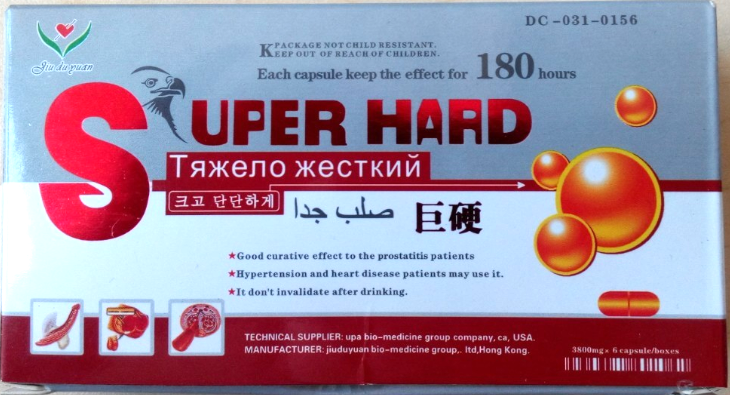 DC-031-0156
Jiuduyuan
KPACKAGE NOT CHILD RESISTANT.
KEEP OUT OF REACH OF CHILDREN.
Each capsule keep the effect for 180 hours
SUPER HARD
Тяжело жесткий
크고 단단하게 صلب جدا 巨硬
★Good curative effect to the prostatitis patients
★Hypertension and heart disease patients may use it.
★It don't invalidate after drinking.
TECHNICAL SUPPLIER: upa bio-medicine group company, ca, USA.
MANUFACTURER: jiuduyuan bio-medicine group,. ltd,Hong Kong.
3800mg× 6 capsule/boxes